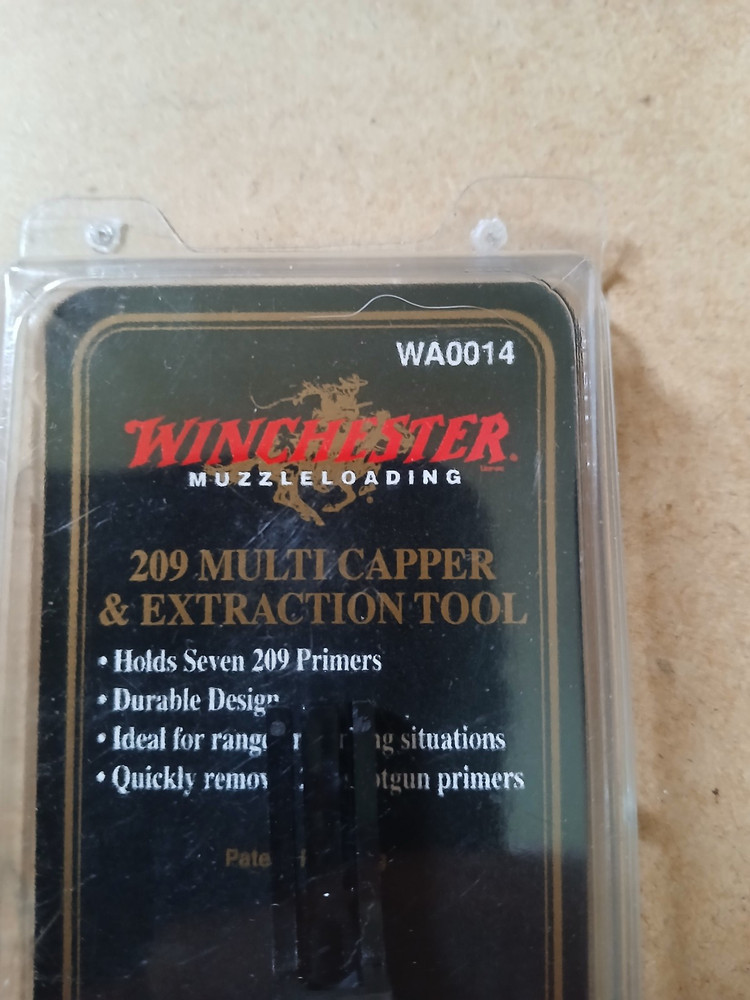 WA0014
WINCHESTER
MUZZLELOADING
209 MULTI CAPPER
& EXTRACTION TOOL
• Holds Seven 209 Primers
• Durable Design
• Ideal for range situations
• Quickly primers